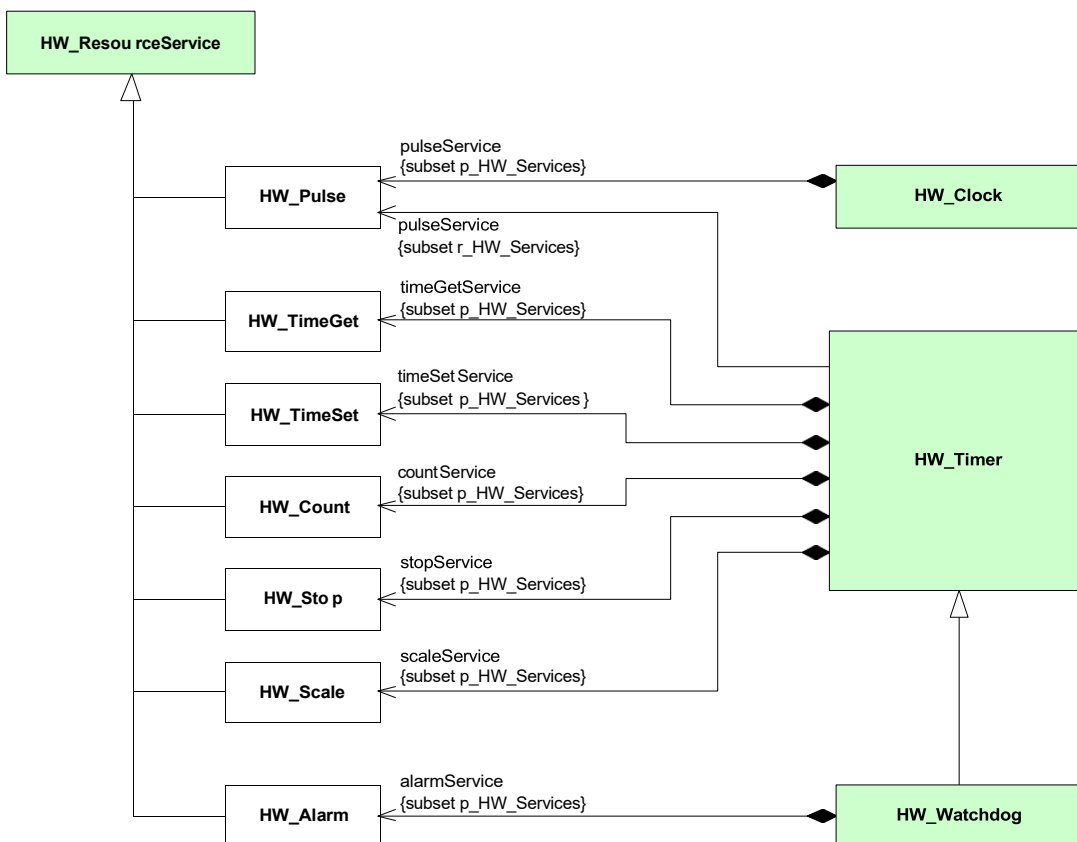 HW_Resou rceService
pulseService
{subset p_HW_Services}
HW_Pulse
HW_Clock
pulseService
{subset r_HW_Services}
timeGetService
{subset p_HW_Services}
HW_TimeGet
timeSet Service
{subset p_HW_Services }
HW_TimeSet
HW_Timer
countService
{subset p_HW_Services}
HW_Count
stopService
{subset p_HW_Services}
HW_Sto p
scaleService
{subset p_HW_Services}
HW_Scale
alarmService
{subset p_HW_Services}
HW_Alarm
HW_Watchdog